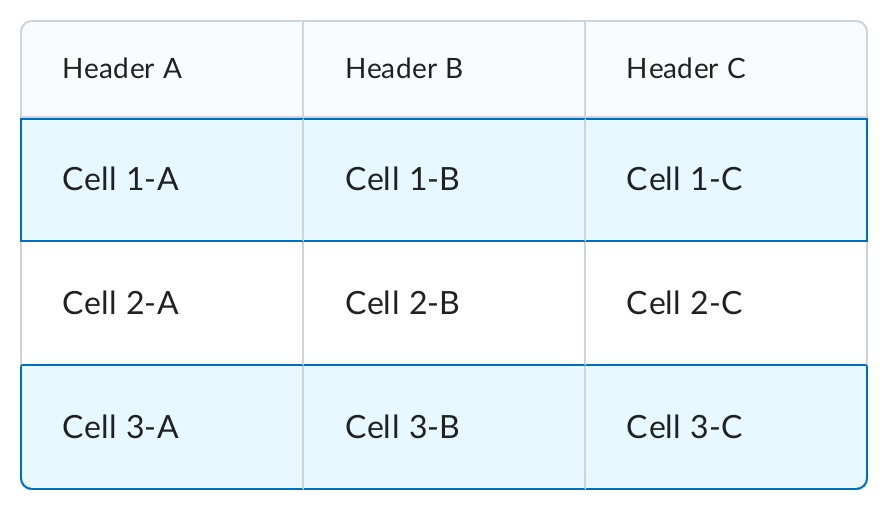 Header A Header B Header C
Cell 1-A Cell 1-B Cell 1-C
Cell 2-A Cell 2-B Cell 2-C
Cell 3-A Cell 3-B Cell 3-C